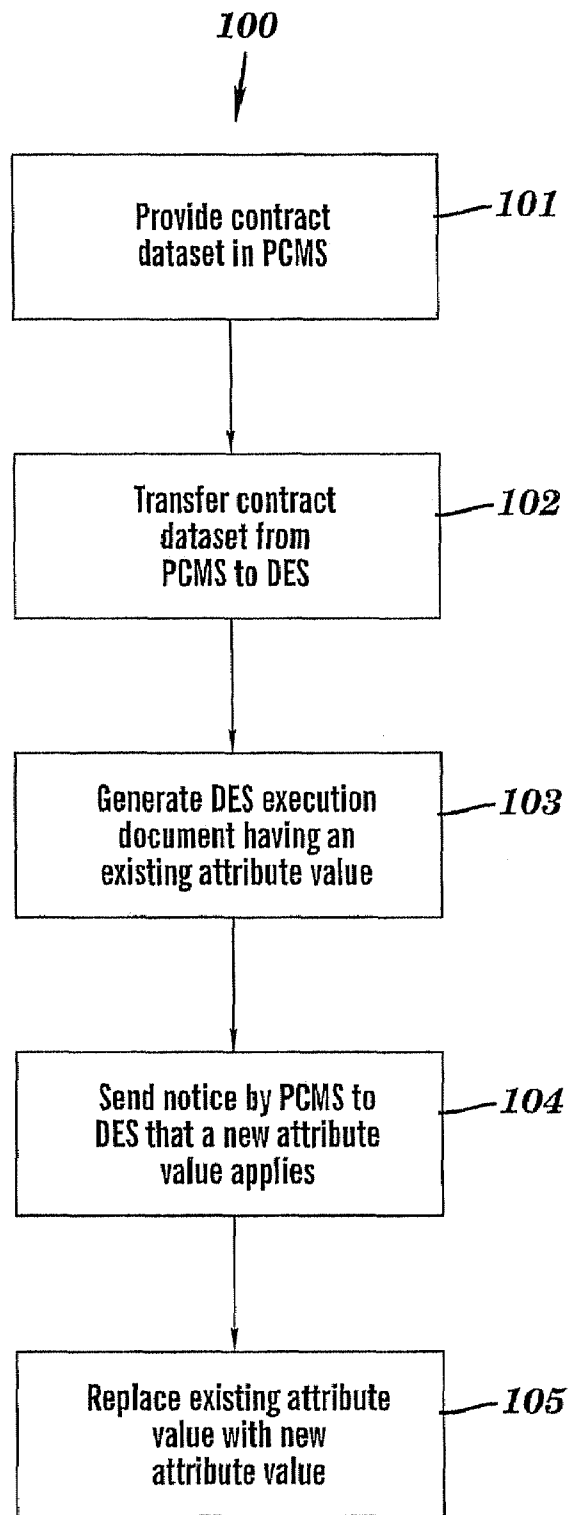 100
Provide contract
dataset in PCMS
101
Transfer contract
dataset from
PCMS to DES
102
Generate DES execution
document having an
existing attribute value
103
Send notice by PCMS to
DES that a new attribute
value applies
104
Replace existing attribute
value with new
attribute value
105